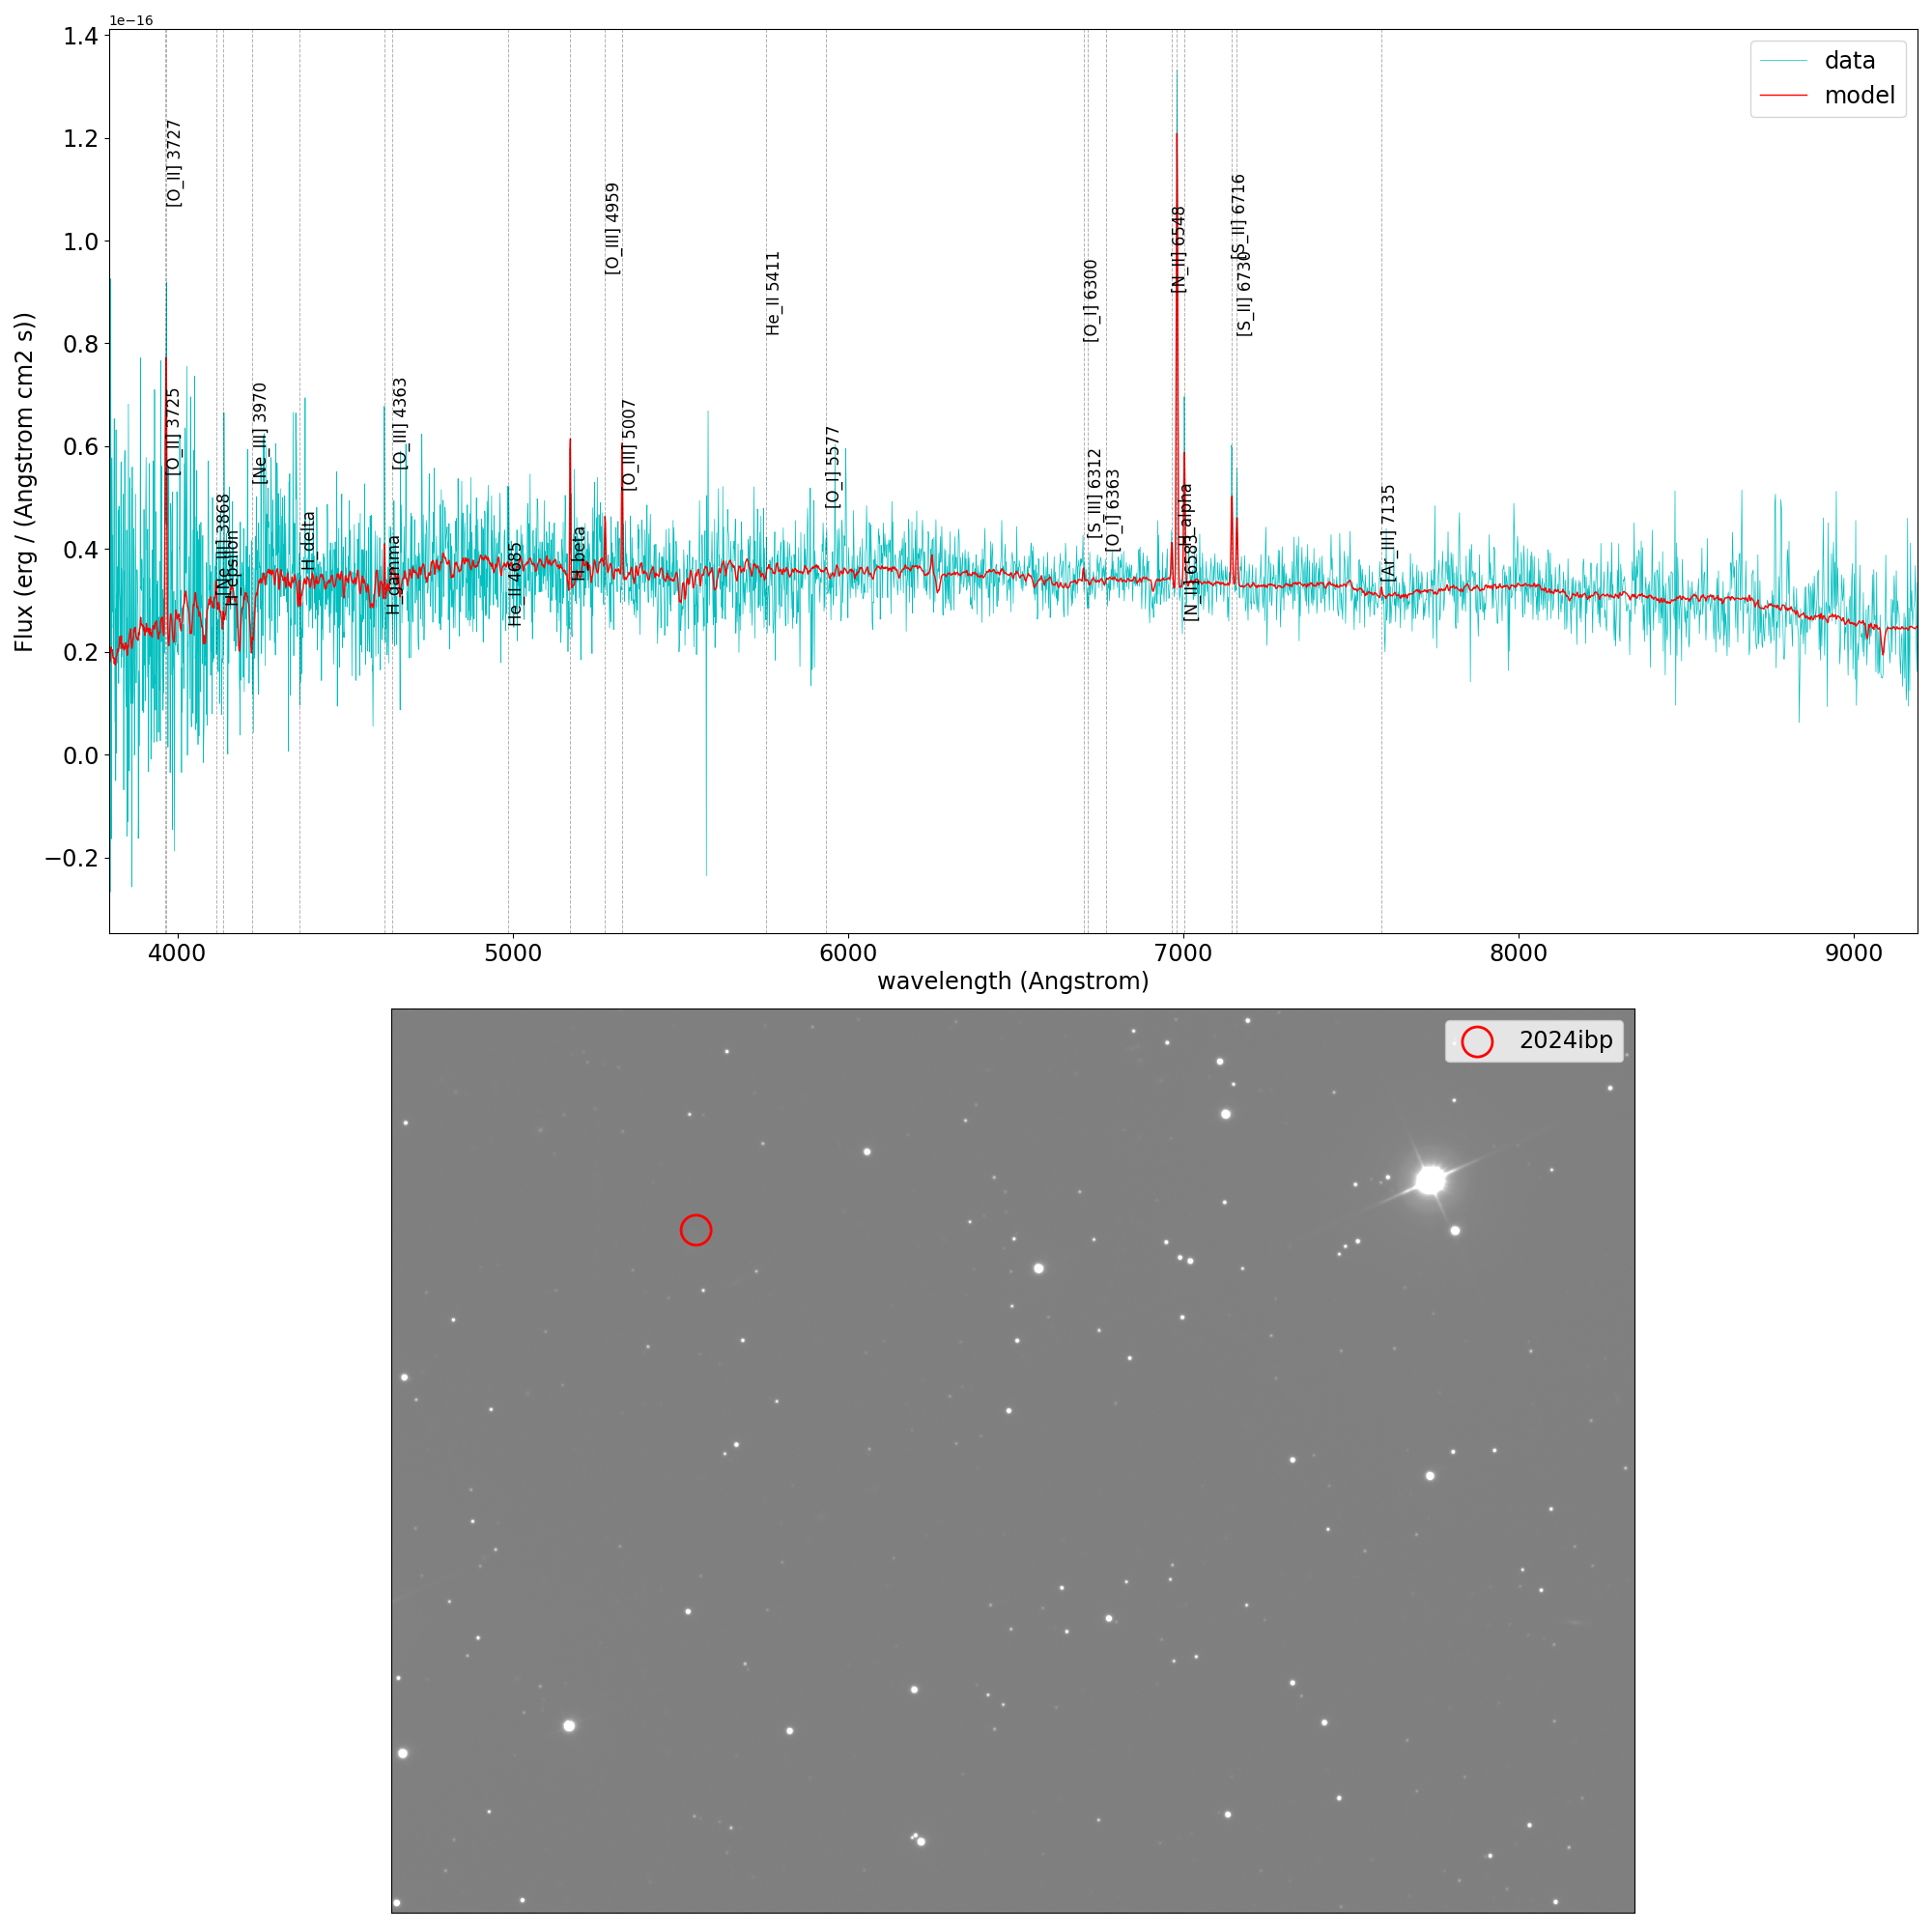 1e−16
1.4
1.2
1.0
0.8
0.6
0.4
0.2
0.0
−0.2
Flux (erg / (Angstrom cm2 s))
data
model
[O_II] 3727
[O_II] 3725
[Ne_III] 3868
H_epsilon
[Ne_III] 3970
H_delta
H_gamma
[O_III] 4363
He_II 4685
H_beta
[O_III] 4959
[O_III] 5007
He_II 5411
[O_I] 5577
[O_I] 6300
[S_III] 6312
[O_I] 6363
[N_II] 6548
H_alpha
[N_II] 6583
[S_II] 6716
[S_II] 6730
[Ar_III] 7135
4000
5000
6000
7000
8000
9000
wavelength (Angstrom)
2024ibp